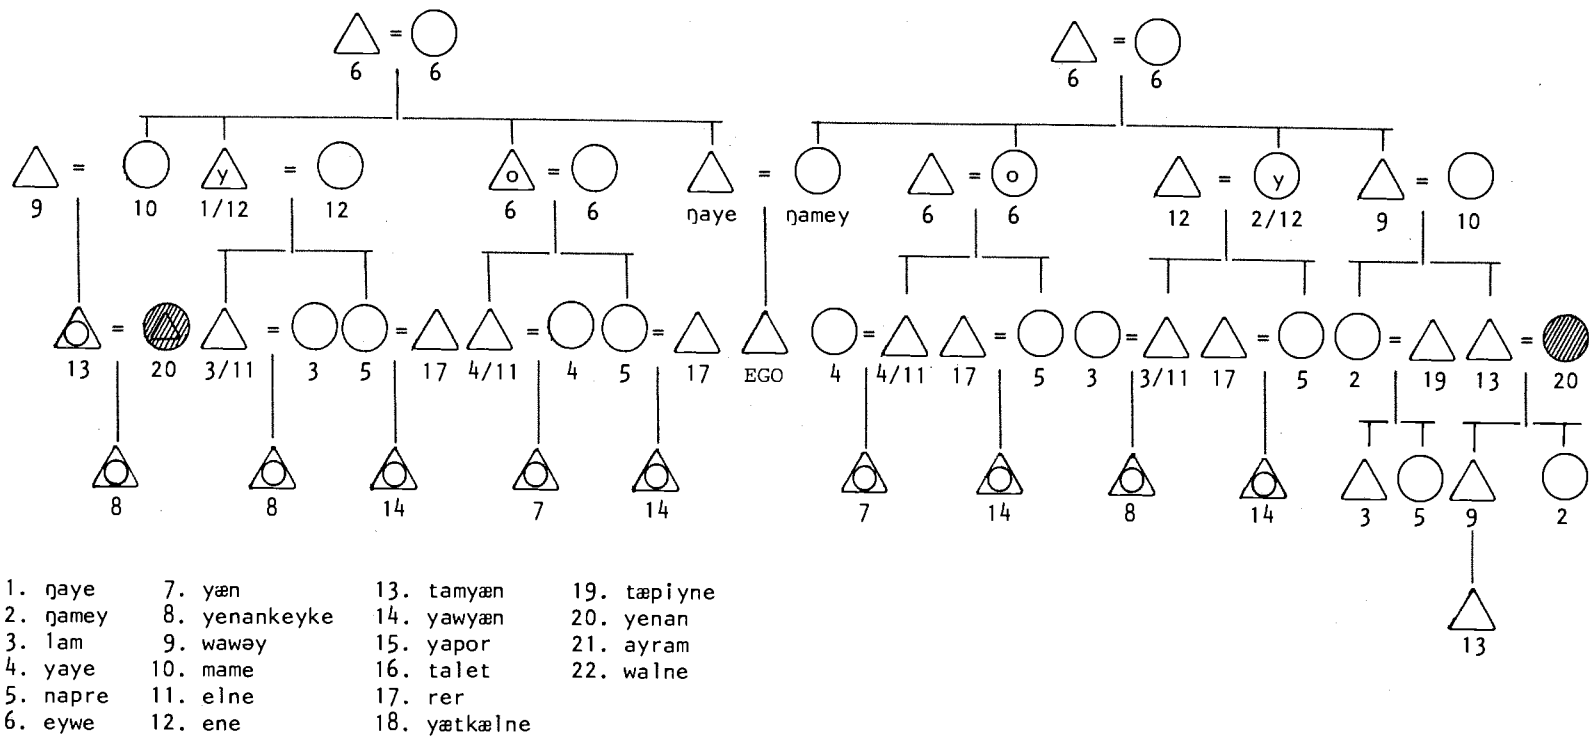 = =
6 6 6 6
= y = o = = = o = y =
9 10 1/12 12 6 6 ŋaye ŋamey 6 6 12 2/12 9 10
= = = = = = = = = = =
13 20 3/11 3 5 17 4/11 4 5 17 EGO 4 4/11 17 5 3 3/11 17 5 2 19 13 20
8 8 14 7 14 7 14 8 14 3 5 9 2
13
1. ŋaye 7. yæn 13. tamyæn 19. tæpiyne
2. ŋamey 8. yenankeyke 14. yawyæn 20. yenan
3. lam 9. wawəy 15. yapor 21. ayram
4. yaye 10. mame 16. talet 22. walne
5. napre 11. elne 17. rer
6. eywe 12. ene 18. yætkælne